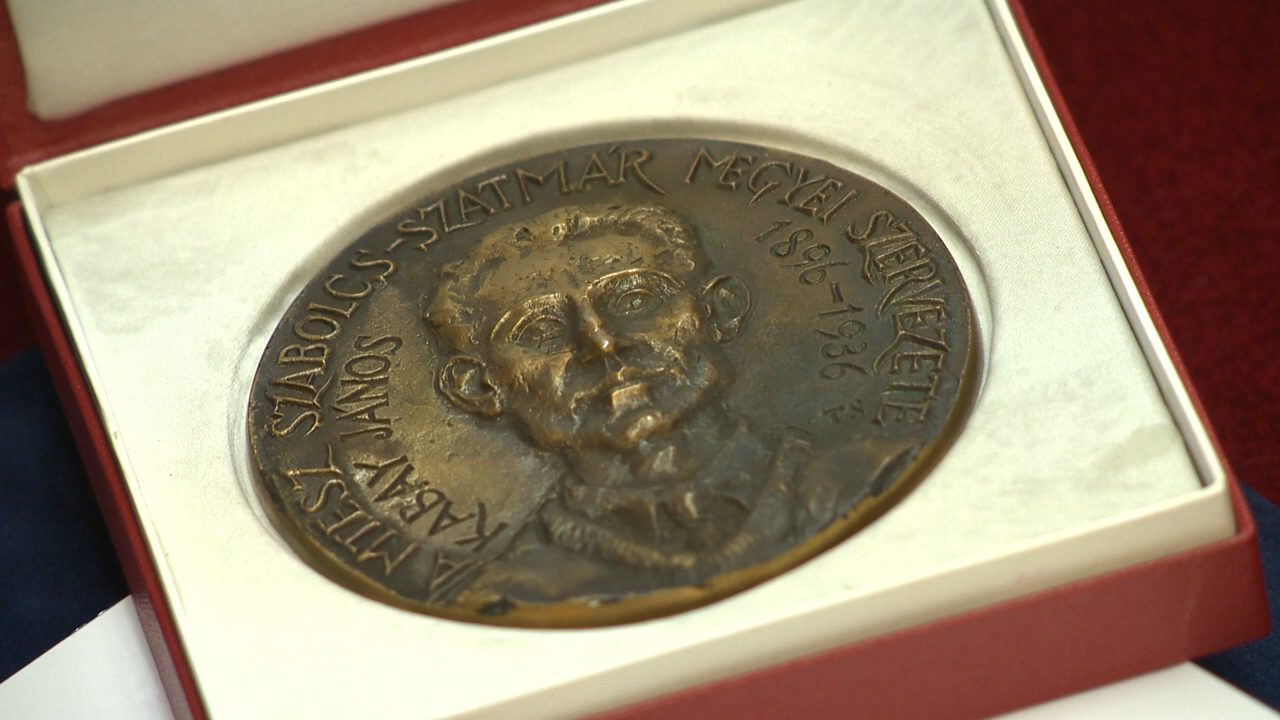 A MTESZ SZABOLCS-SZATMÁR MEGYEI SZERVEZETE
KABAY JÁNOS
1896-1936